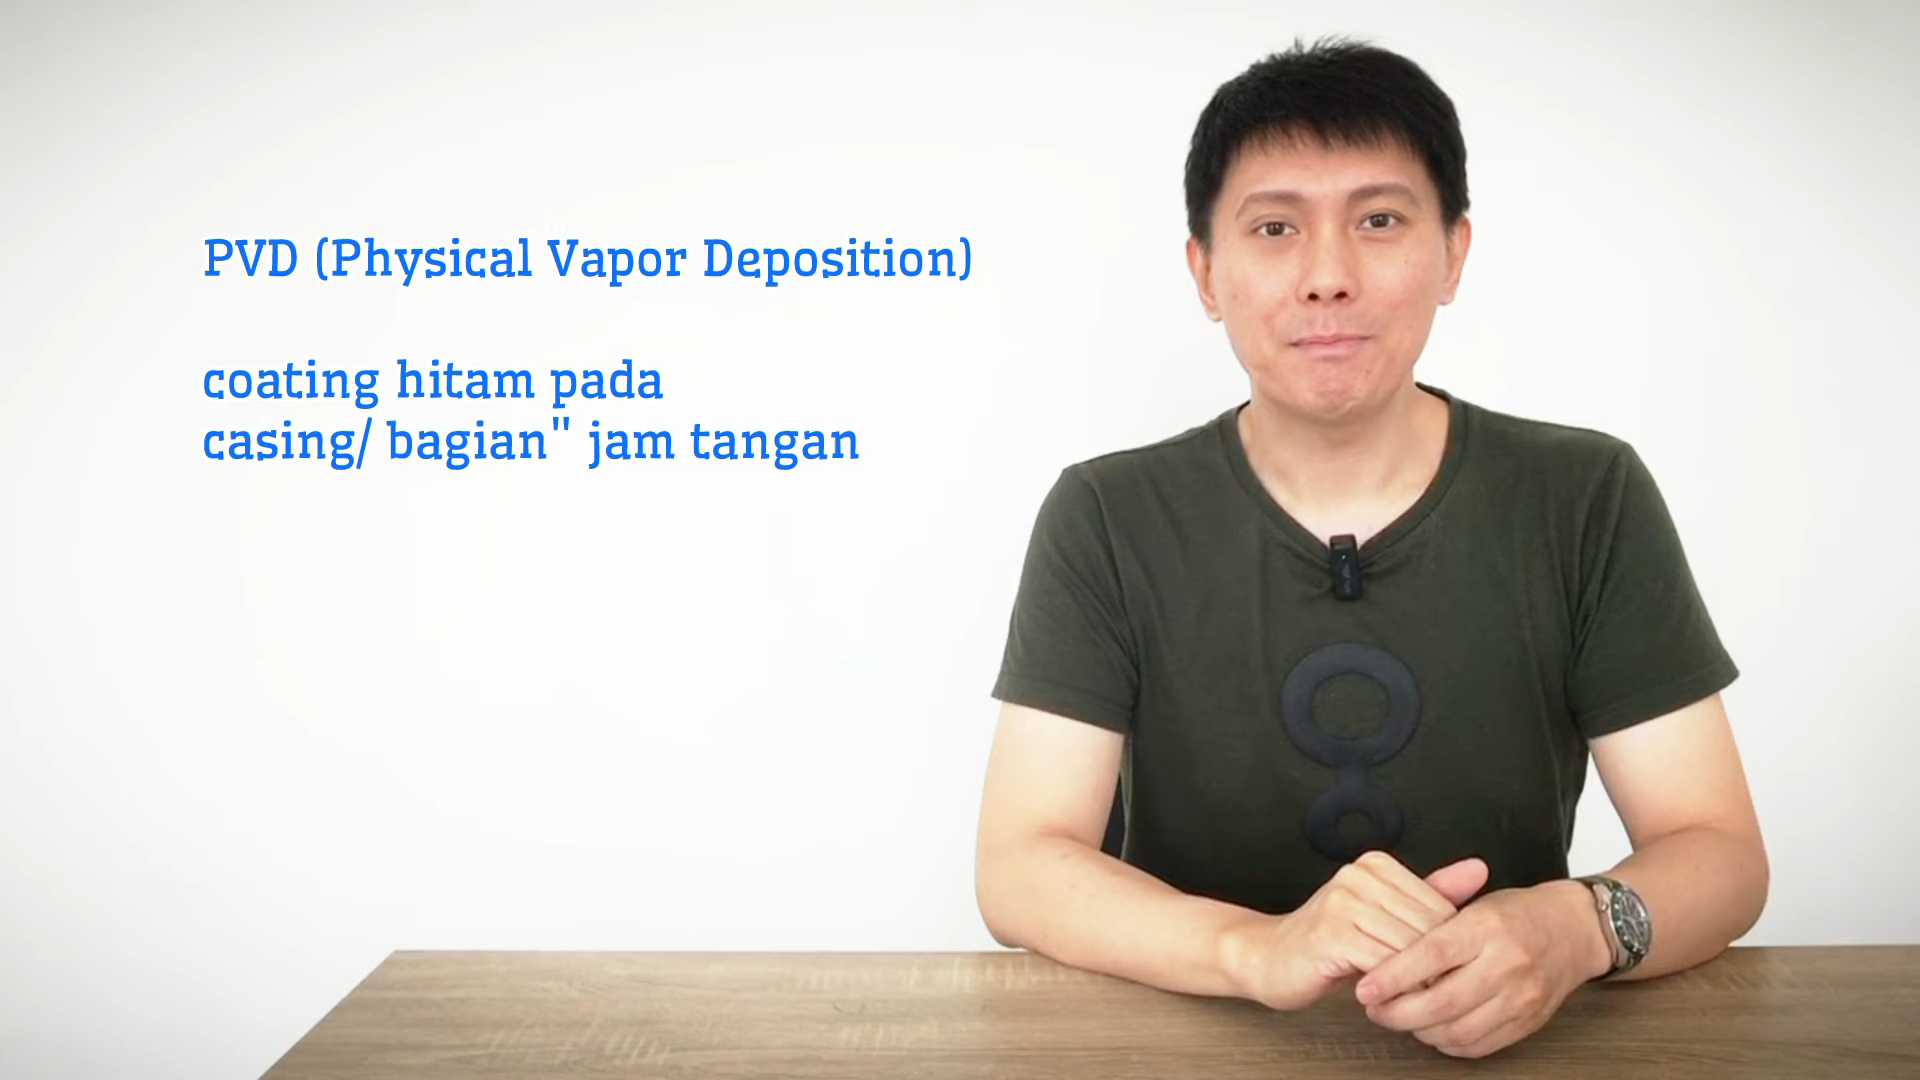 PVD (Physical Vapor Deposition)
coating hitam pada
casing/ bagian" jam tangan